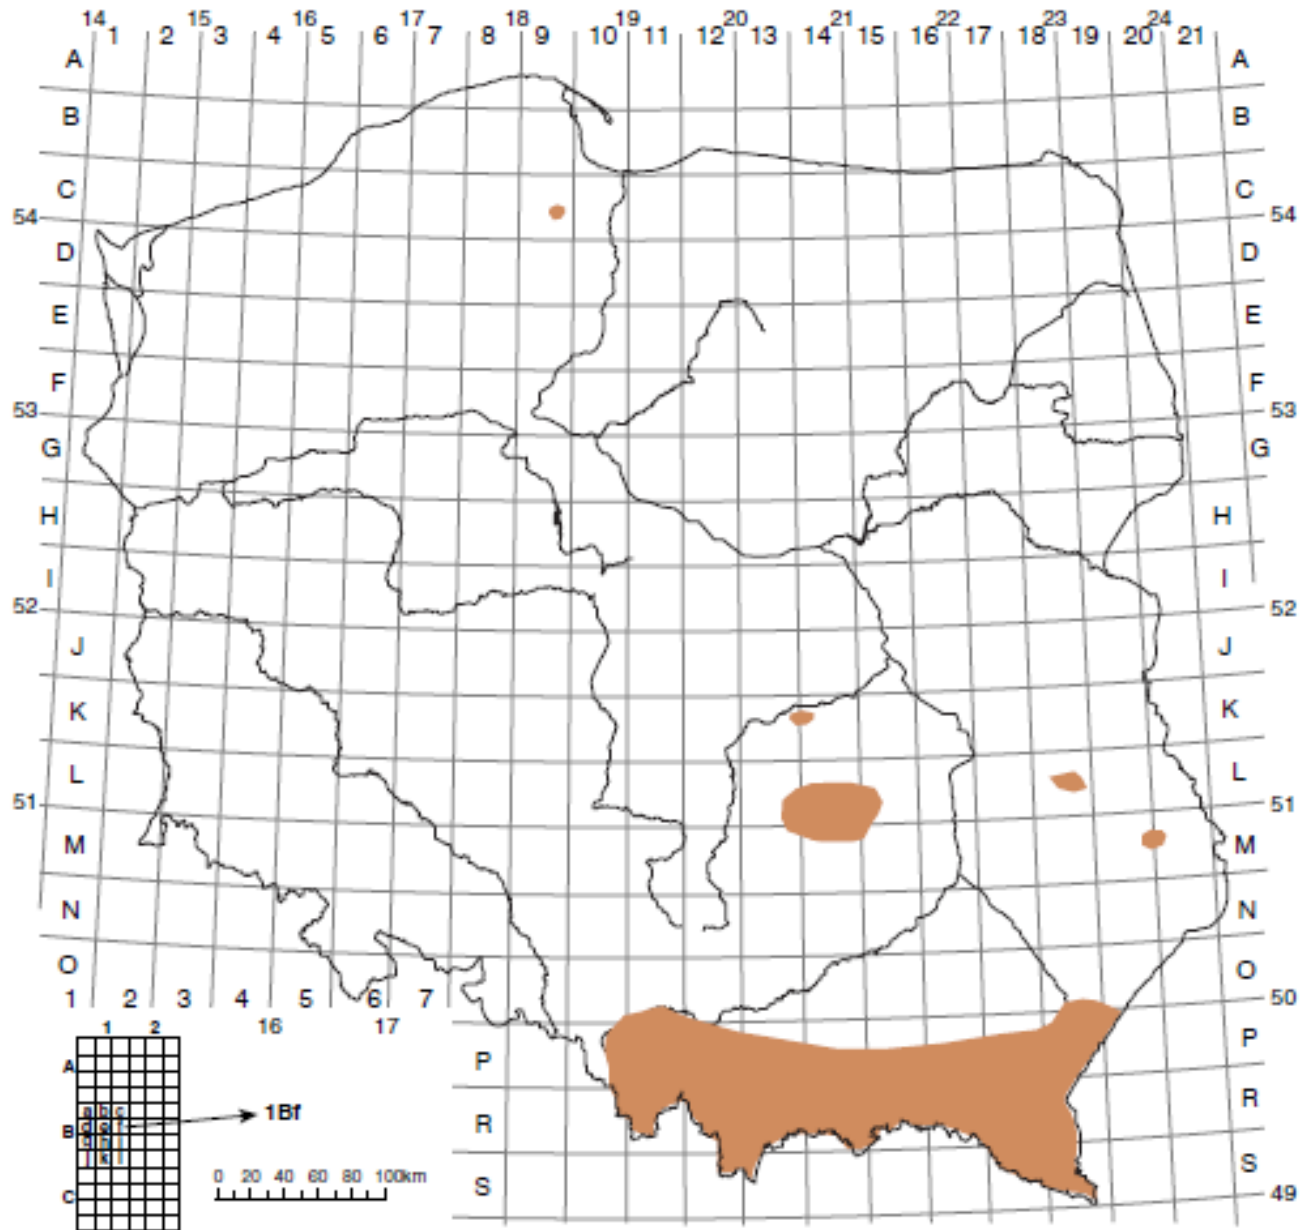 14 15 16 17 18 19 20 21 22 23 24
1 2 3 4 5 6 7 8 9 10 11 12 13 14 15 16 17 18 19 20 21
A A
B B
C C
54 54
D D
E E
F F
53 53
G G
H H
I I
52 52
J J
K K
L L
51 51
M M
N N
O O
1 2 3 4 5 6 7 50
16 17
P P
R R
S S
49
1 2
A
a b c
1Bf
B
k l
C
0 20 40 60 80 100km